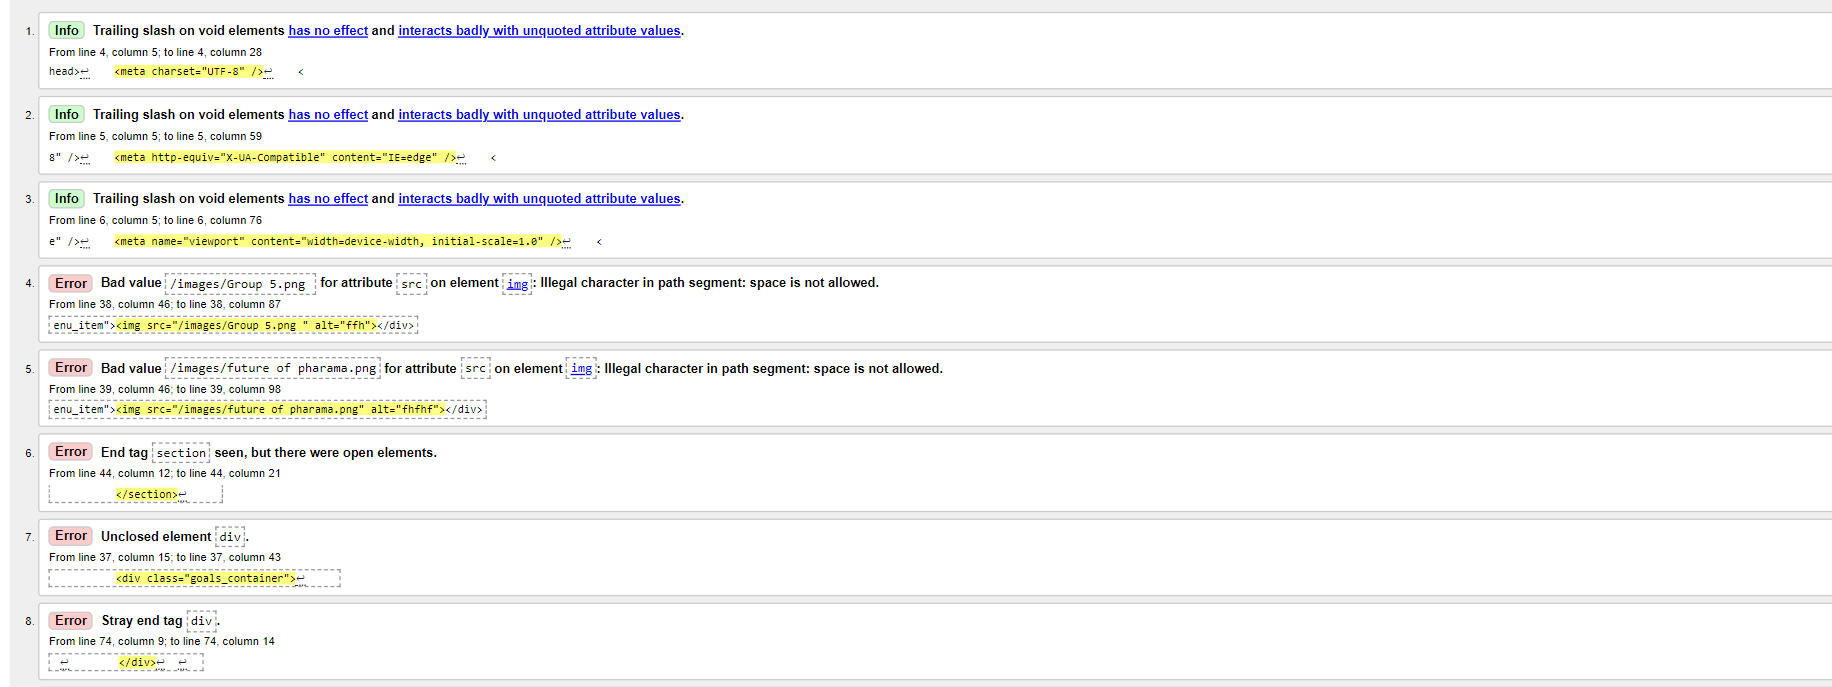 1. Info Trailing slash on void elements has no effect and interacts badly with unquoted attribute values.
From line 4, column 5; to line 4, column 28
head>↩ <meta charset="UTF-8" />↩ <
2. Info Trailing slash on void elements has no effect and interacts badly with unquoted attribute values.
From line 5, column 5; to line 5, column 59
8" />↩ <meta http-equiv="X-UA-Compatible" content="IE=edge" />↩ <
3. Info Trailing slash on void elements has no effect and interacts badly with unquoted attribute values.
From line 6, column 5; to line 6, column 76
e" />↩ <meta name="viewport" content="width=device-width, initial-scale=1.0" />↩ <
4. Error Bad value /images/Group 5.png for attribute src on element img: Illegal character in path segment: space is not allowed.
From line 38, column 46; to line 38, column 87
enu_item"><img src="/images/Group 5.png " alt="ffh"></div>
5. Error Bad value /images/future of pharama.png for attribute src on element img: Illegal character in path segment: space is not allowed.
From line 39, column 46; to line 39, column 98
enu_item"><img src="/images/future of pharama.png" alt="fhfhf"></div>
6. Error End tag section seen, but there were open elements.
From line 44, column 12; to line 44, column 21
</section>↩
7. Error Unclosed element div.
From line 37, column 15; to line 37, column 43
<div class="goals_container">↩
8. Error Stray end tag div.
From line 74, column 9; to line 74, column 14
↩ </div>↩ ↩